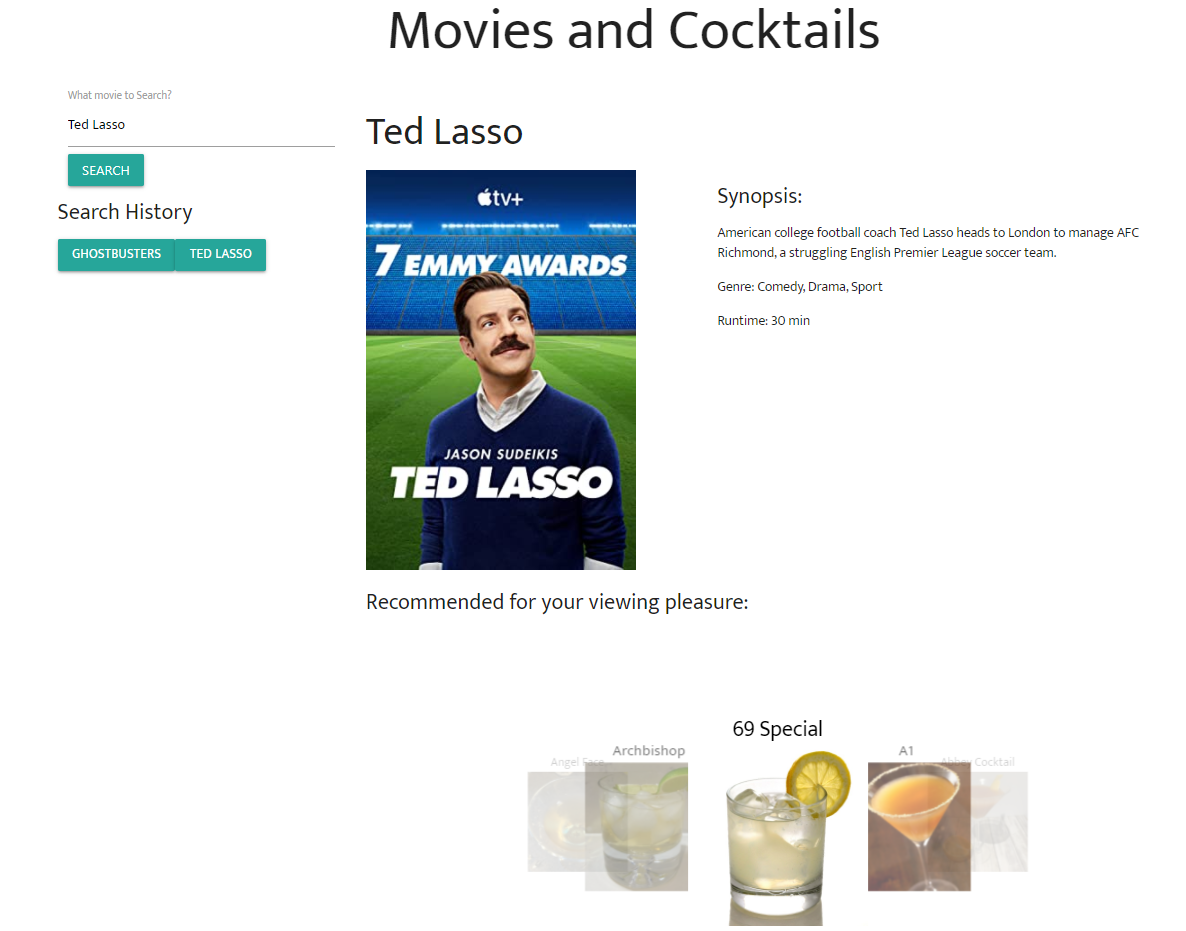 Movies and Cocktails
What movie to Search?
Ted Lasso
SEARCH
Search History
GHOSTBUSTERS
TED LASSO
Ted Lasso
tv+
7 EMMY® AWARDS
JASON SUDEIKIS
TED LASSO
Synopsis:
American college football coach Ted Lasso heads to London to manage AFC
Richmond, a struggling English Premier League soccer team.
Genre: Comedy, Drama, Sport
Runtime: 30 min
Recommended for your viewing pleasure:
Angel Face
Archbishop
69 Special
A1
Abbey Cocktail